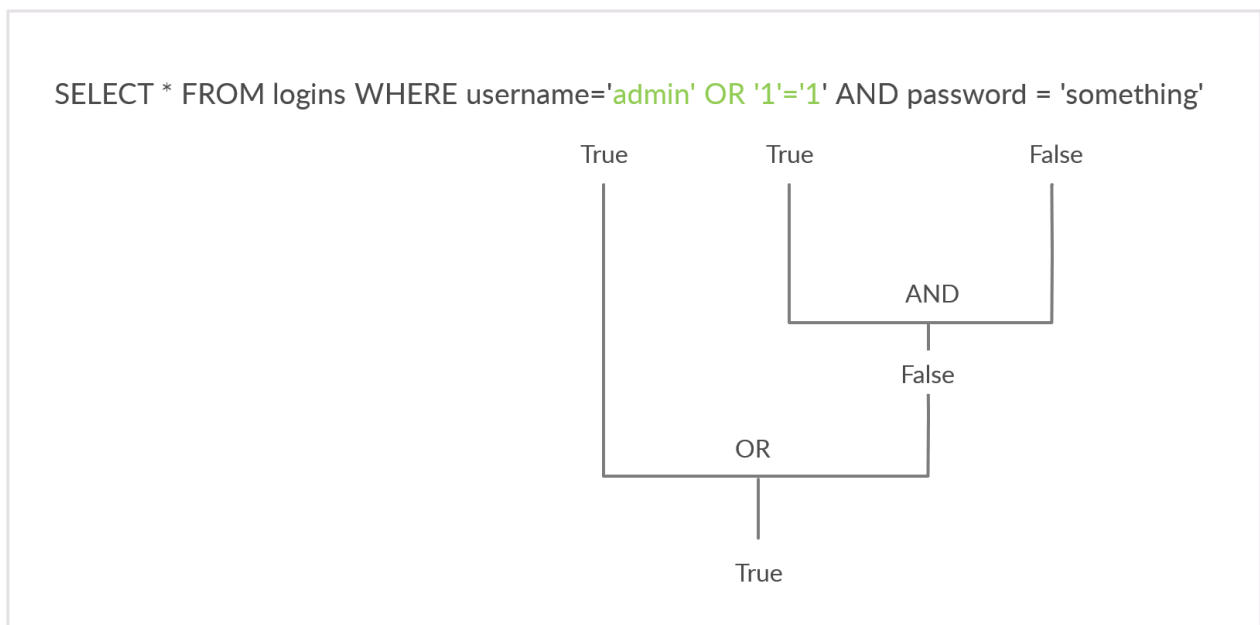 SELECT * FROM logins WHERE username='admin' OR '1'='1' AND password = 'something'
True True False
AND
False
OR
True